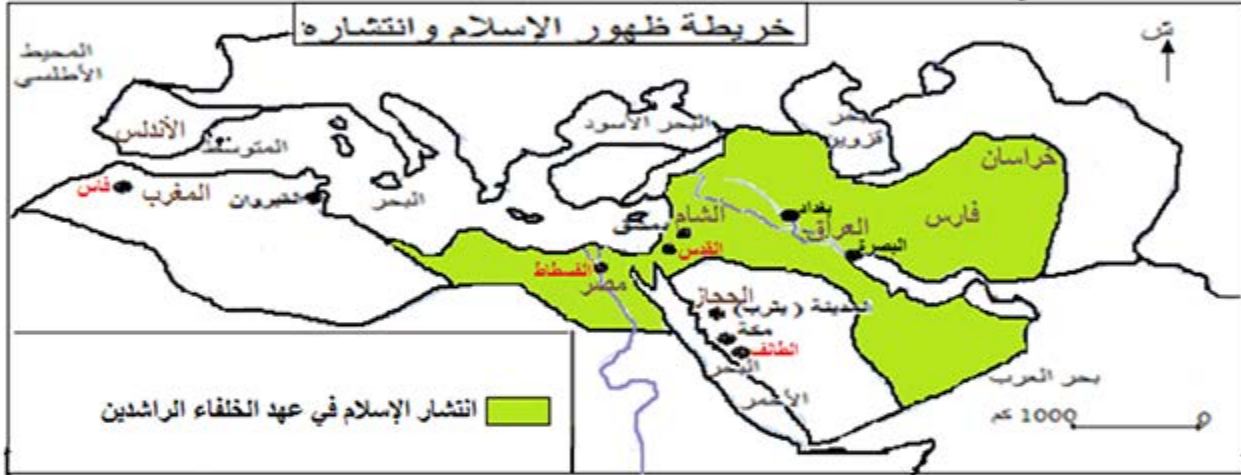 خريطة ظهور الإسلام وانتشاره
ش
المحيط
الأطلسي
الأندلس
المتوسط
البحر
البحر الأسود
بحر
قزوين
خراسان
فارس
فاس
المغرب
القيروان
الشام
دمشق
القدس
بغداد
العراق
البصرة
الفسطاط
مصر
الحجاز
المدينة (يثرب)
مكة
الطائف
البحر
الأحمر
بحر العرب
1000 كم
0
انتشار الإسلام في عهد الخلفاء الراشدين